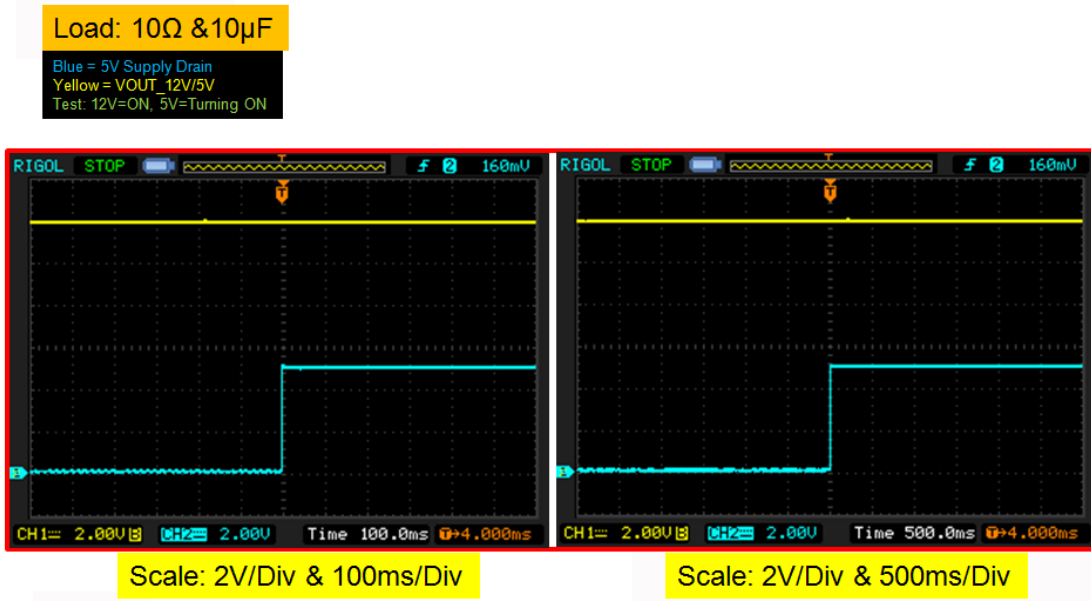 Load: 10Ω &10µF
Blue = 5V Supply Drain
Yellow = VOUT_12V/5V
Test: 12V=ON, 5V=Turning ON
RIGOL STOP T 2 160mV
T
1
CH1 2.00V B CH2 2.00V Time 100.0ms T→4.000ms
RIGOL STOP T 2 160mV
T
1
CH1 2.00V B CH2 2.00V Time 500.0ms T→4.000ms
Scale: 2V/Div & 100ms/Div
Scale: 2V/Div & 500ms/Div